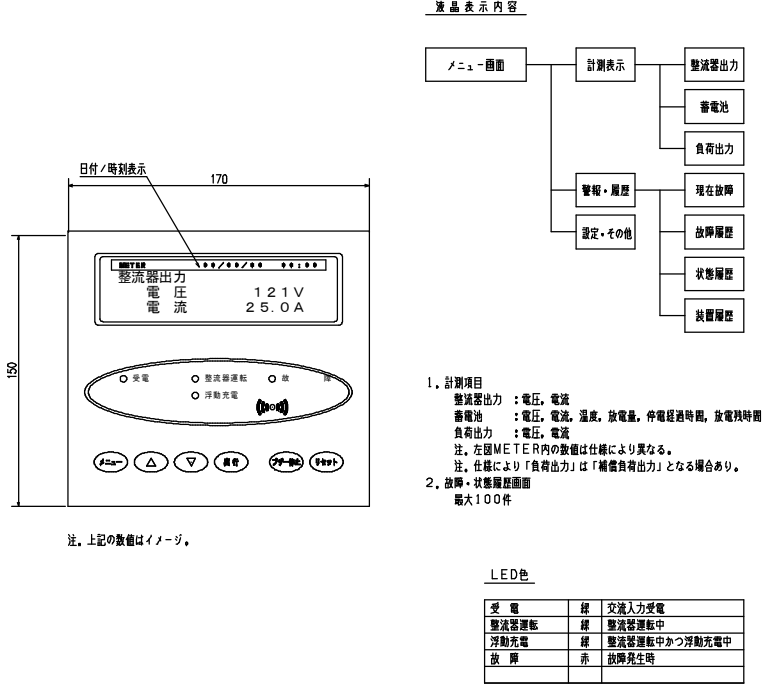 液晶表示内容
メニュー画面
計測表示
整流器出力
蓄電池
負荷出力
警報・履歴
現在故障
設定・その他
故障履歴
状態履歴
装置履歴
日付/時刻表示
170
150
METER
整流器出力
電 圧 121V
電 流 25.0A
受電 整流器運転 故 障
浮動充電
メニュー △ ▽ 実行 ブザー停止 リセット
注. 上記の数値はイメージ。
1. 計測項目
整流器出力 :電圧, 電流
蓄電池 :電圧, 電流, 温度, 放電量, 停電経過時間, 放電残時間
負荷出力 :電圧, 電流
注. 左図METER内の数値は仕様により異なる。
注. 仕様により「負荷出力」は「補償負荷出力」となる場合あり。
2. 故障・状態履歴画面
最大100件
LED色
受 電 緑 交流入力受電
整流器運転 緑 整流器運転中
浮動充電 緑 整流器運転中かつ浮動充電中
故 障 赤 故障発生時